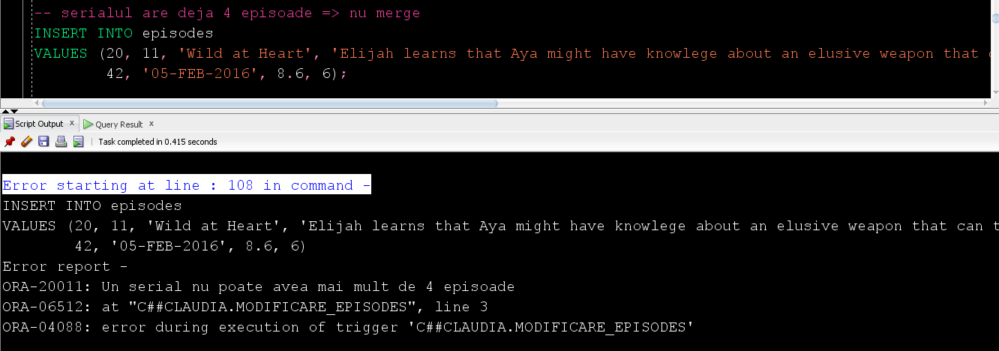 -- serialul are deja 4 episoade => nu merge
INSERT INTO episodes
VALUES (20, 11, 'Wild at Heart', 'Elijah learns that Aya might have knowlege about an elusive weapon that
42, '05-FEB-2016', 8.6, 6);
Script Output x Query Result x
Task completed in 0.415 seconds
Error starting at line : 108 in command -
INSERT INTO episodes
VALUES (20, 11, 'Wild at Heart', 'Elijah learns that Aya might have knowlege about an elusive weapon that can t
42, '05-FEB-2016', 8.6, 6)
Error report -
ORA-20011: Un serial nu poate avea mai mult de 4 episoade
ORA-06512: at "C##CLAUDIA.MODIFICARE_EPISODES", line 3
ORA-04088: error during execution of trigger 'C##CLAUDIA.MODIFICARE_EPISODES'